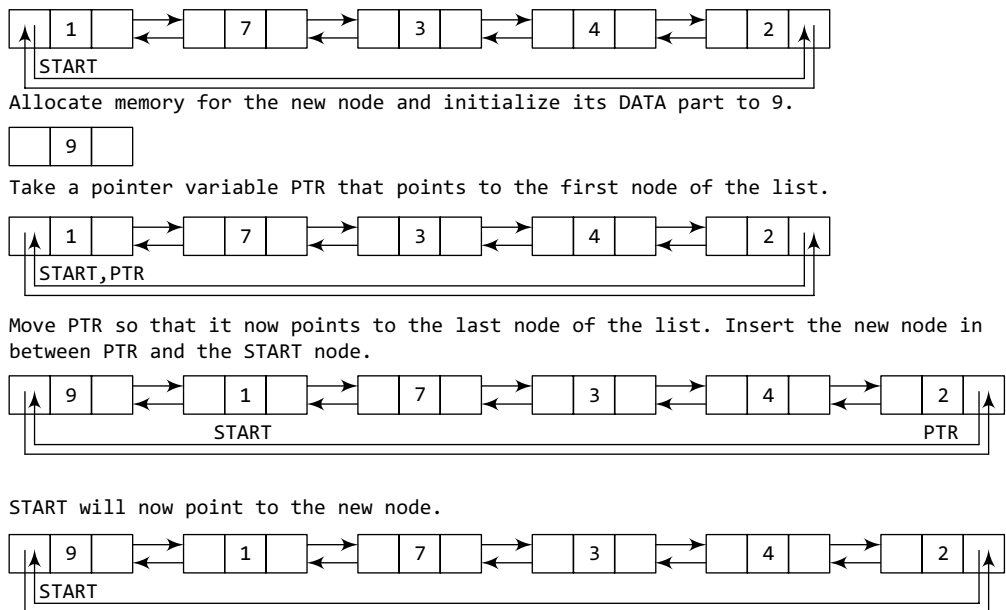 1 7 3 4 2
START
Allocate memory for the new node and initialize its DATA part to 9.
9
Take a pointer variable PTR that points to the first node of the list.
1 7 3 4 2
START,PTR
Move PTR so that it now points to the last node of the list. Insert the new node in
between PTR and the START node.
9 1 7 3 4 2
START PTR
START will now point to the new node.
9 1 7 3 4 2
START